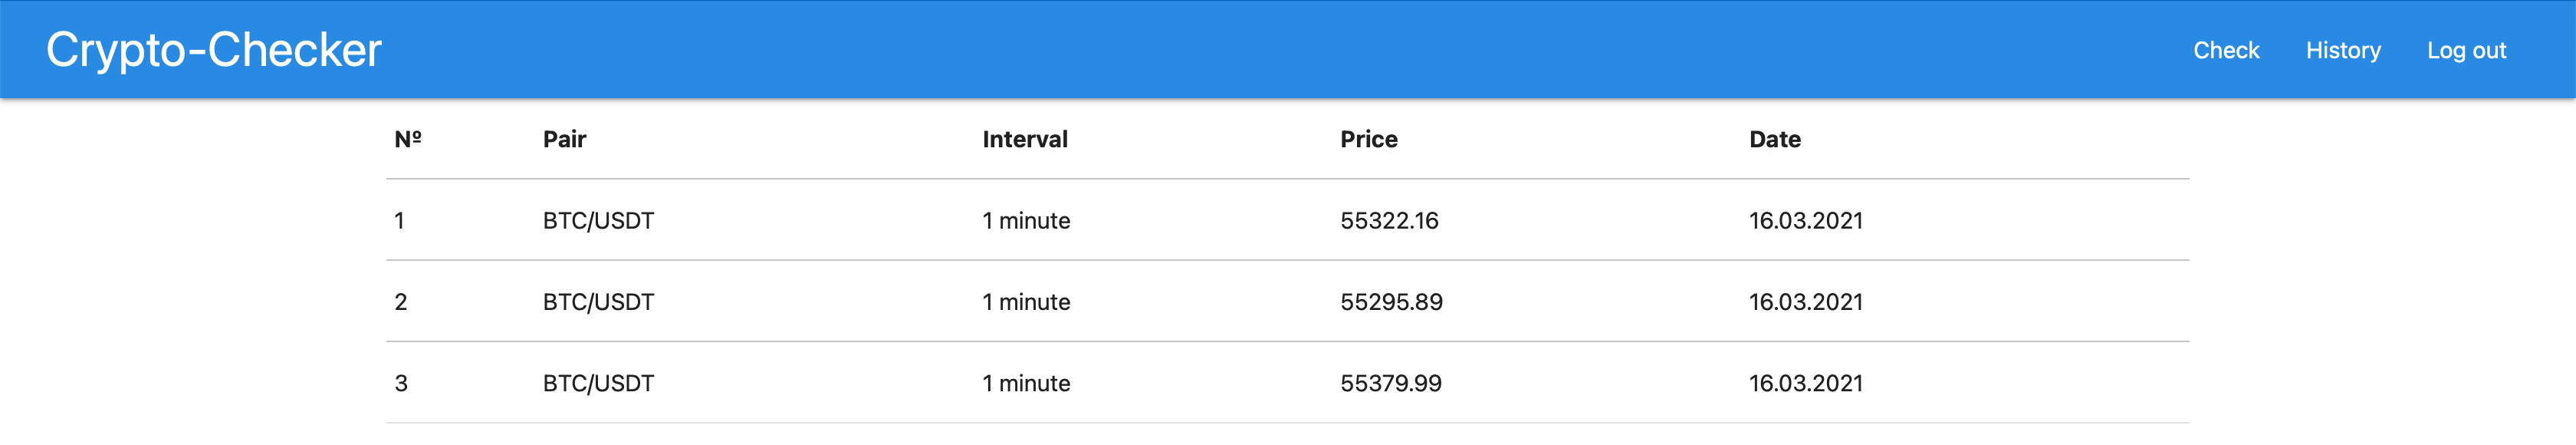 Crypto-Checker Check History Log out
Nº Pair Interval Price Date
1 BTC/USDT 1 minute 55322.16 16.03.2021
2 BTC/USDT 1 minute 55295.89 16.03.2021
3 BTC/USDT 1 minute 55379.99 16.03.2021